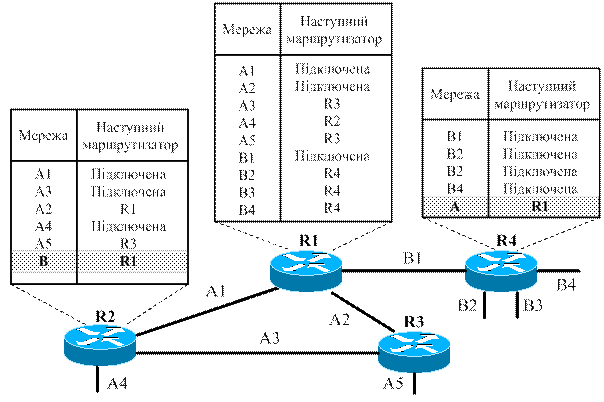 Мережа Наступний маршрутизатор
A1 Підключена
A2 Підключена
A3 R3
A4 R2
A5 R3
B1 Підключена
B2 R4
B3 R4
B4 R4
Мережа Наступний маршрутизатор
B1 Підключена
B2 Підключена
B2 Підключена
B4 Підключена
A R1
Мережа Наступний маршрутизатор
A1 Підключена
A3 Підключена
A2 R1
A4 Підключена
A5 R3
B R1
R1
R4
B1
B4
B2
B3
A1
A2
R2
R3
A3
A4
A5